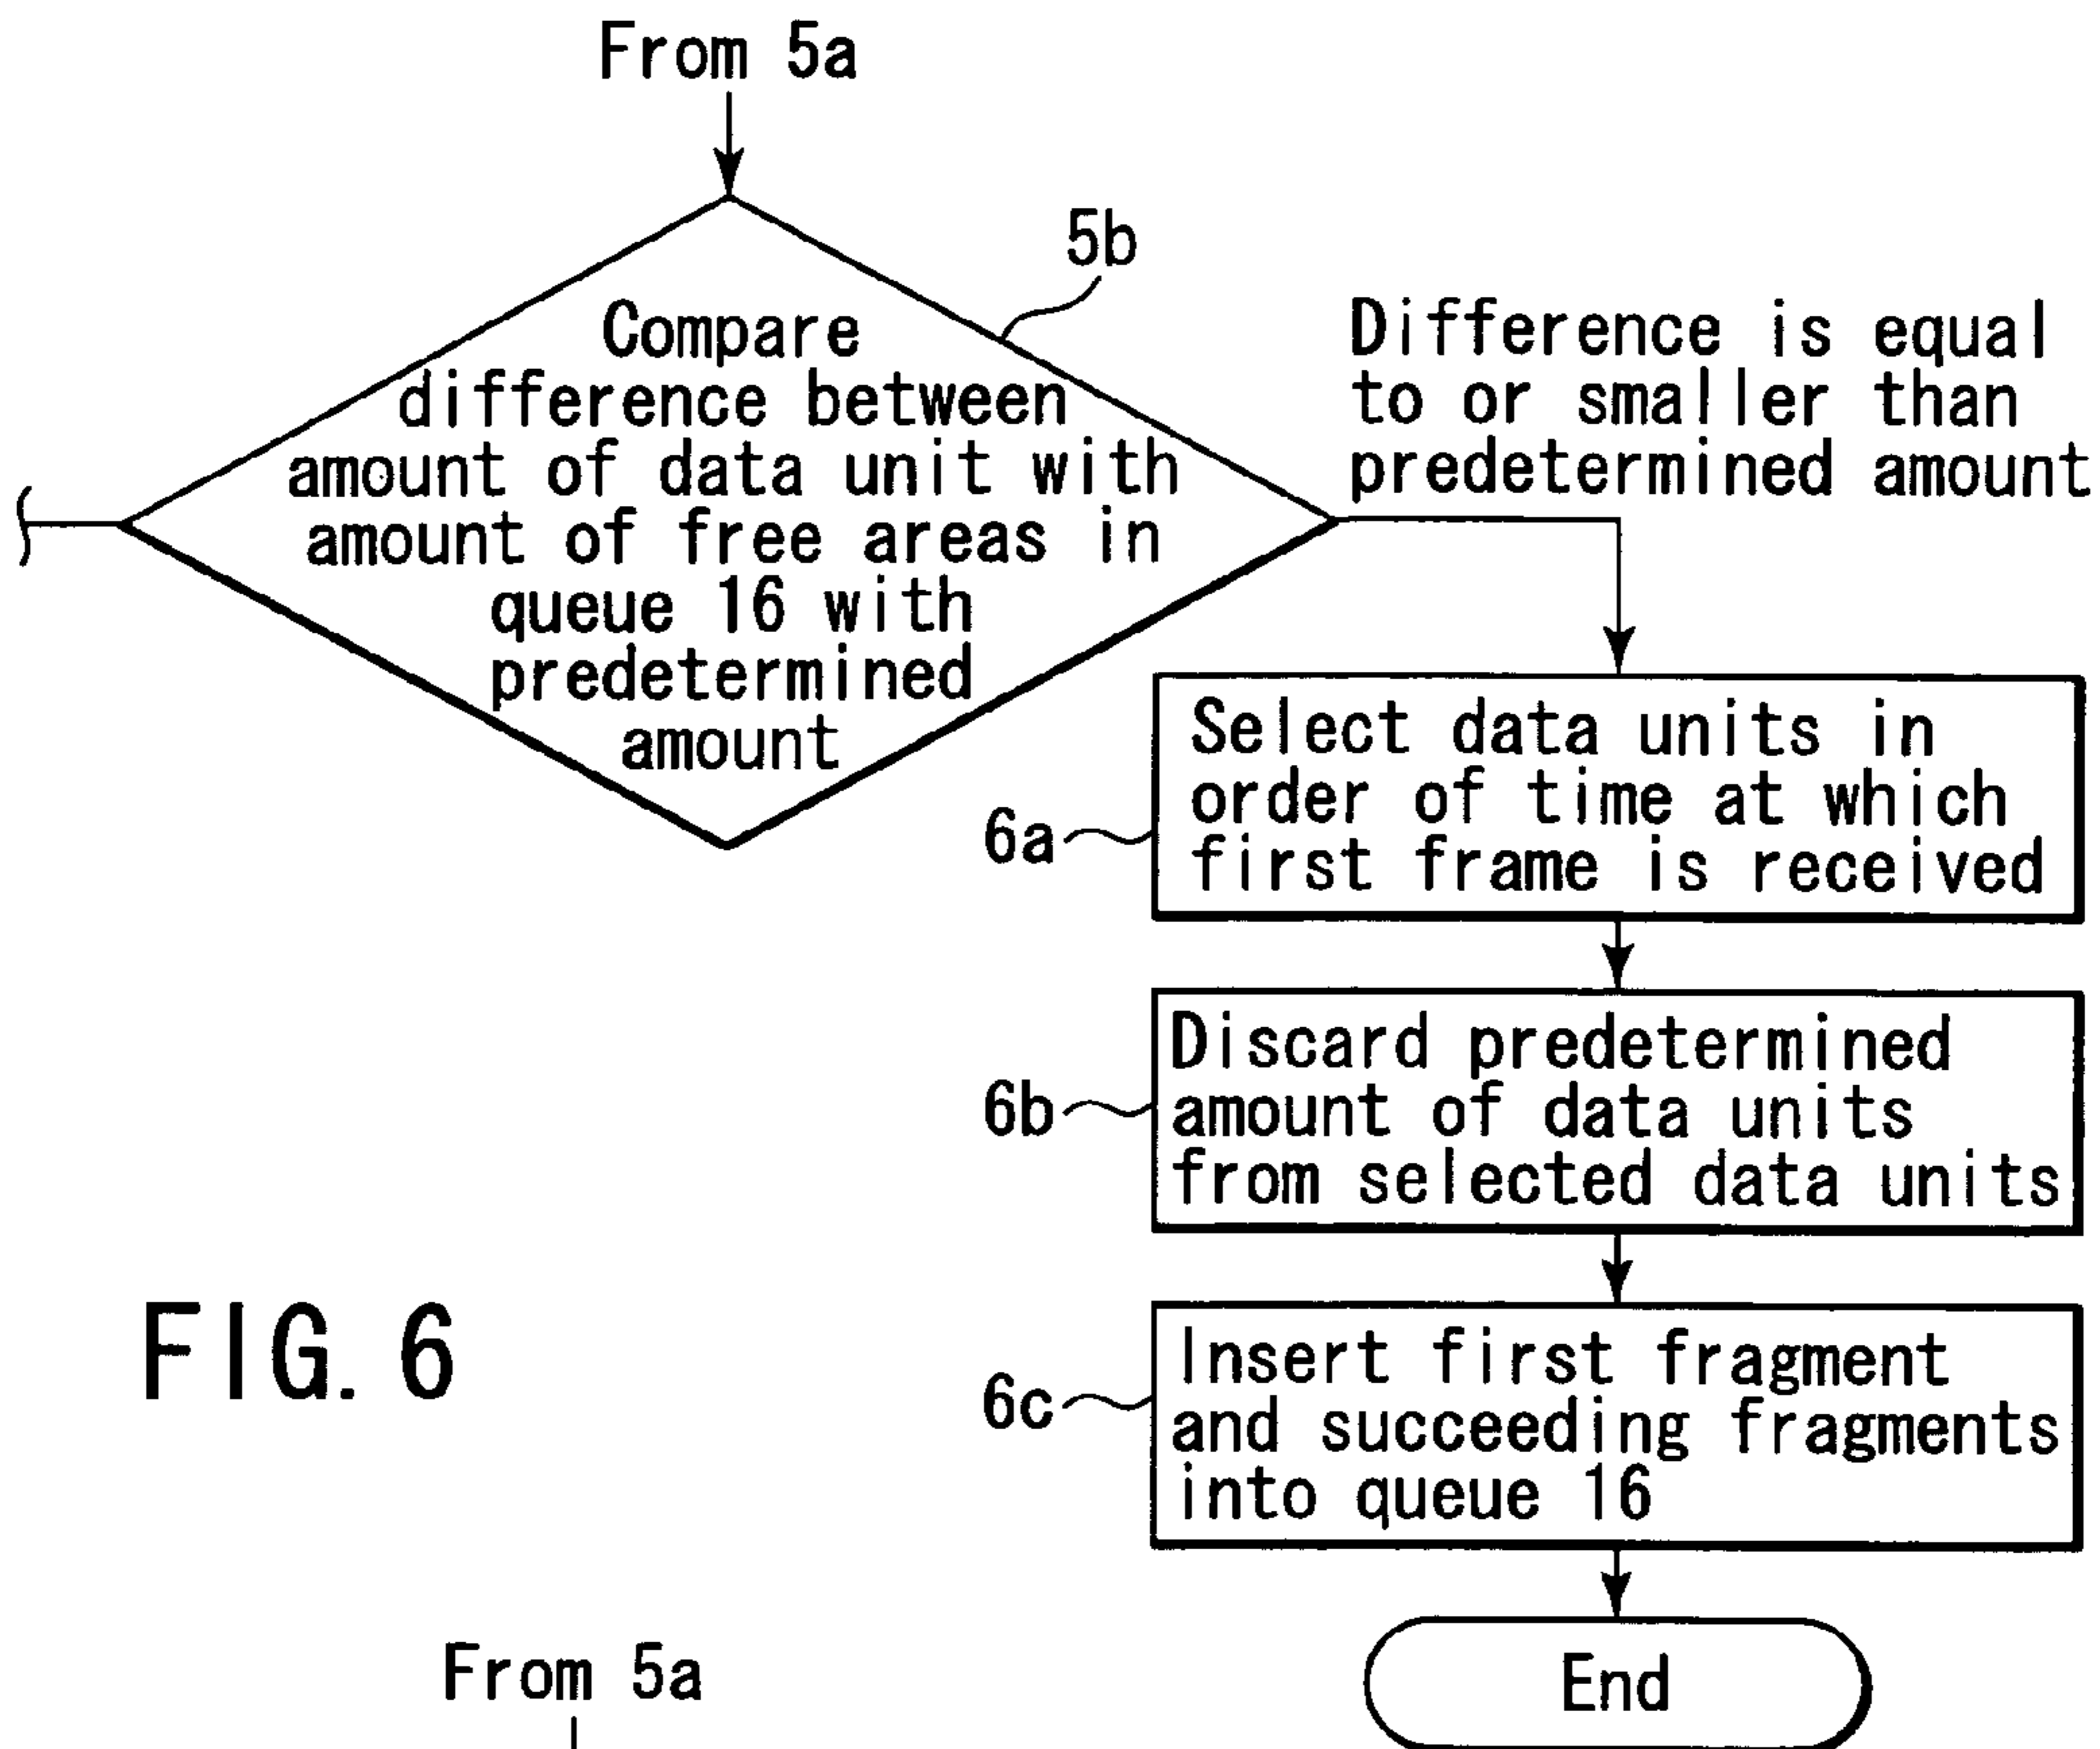 From 5a
5b
Compare
difference between
amount of data unit with
amount of free areas in
queue 16 with
predetermined
amount
Difference is equal
to or smaller than
predetermined amount
Select data units in
order of time at which
first frame is received
6a
Discard predetermined
amount of data units
from selected data units
6b
Insert first fragment
and succeeding fragments
into queue 16
6c
End
FIG. 6
From 5a